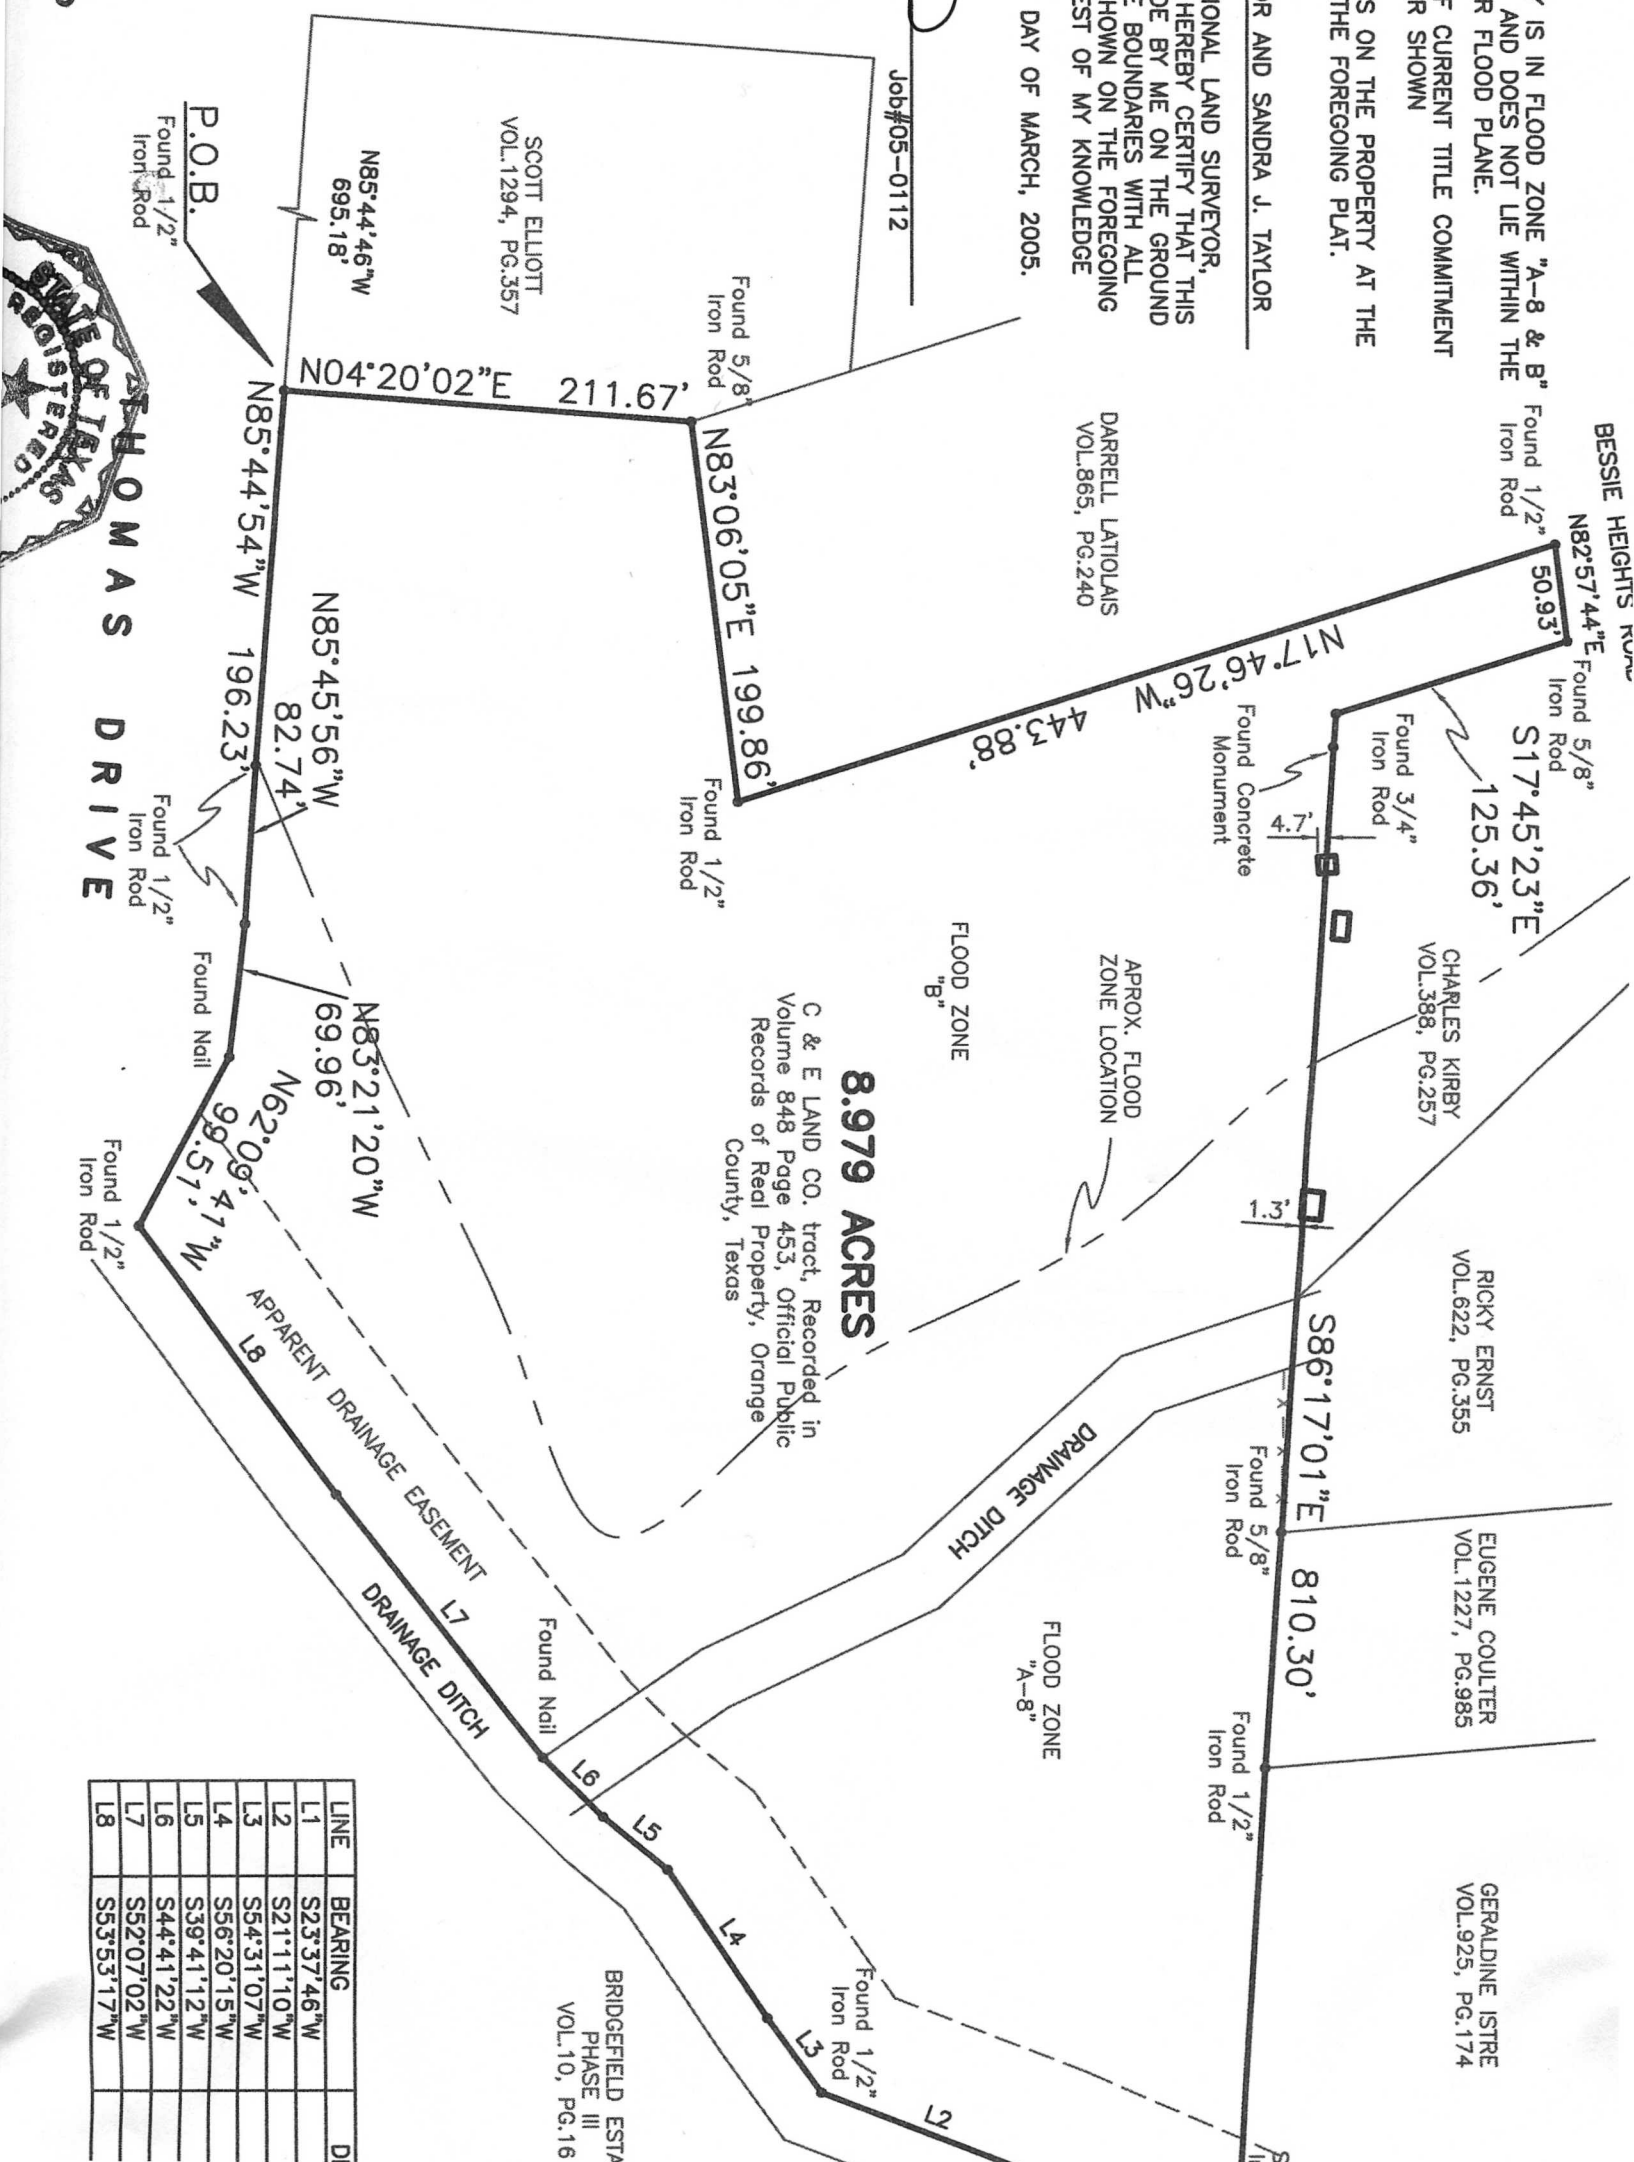 Y IS IN FLOOD ZONE "A-8 & B"
AND DOES NOT LIE WITHIN THE
R FLOOD PLANE.
F CURRENT TITLE COMMITMENT
R SHOWN
S ON THE PROPERTY AT THE
THE FOREGOING PLAT.
OR AND SANDRA J. TAYLOR
IONAL LAND SURVEYOR,
HEREBY CERTIFY THAT THIS
DE BY ME ON THE GROUND
E BOUNDARIES WITH ALL
HOWN ON THE FOREGOING
EST OF MY KNOWLEDGE
DAY OF MARCH, 2005.
Job#05-0112
BESSIE HEIGHTS ROAD
N82°57'44"E
50.93'
Found 1/2"
Iron Rod
Found 5/8"
Iron Rod
S17°45'23"E
125.36'
Found 3/4"
Iron Rod
Found Concrete
Monument
4.7'
CHARLES KIRBY
VOL.388, PG.257
1.3'
RICKY ERNST
VOL.622, PG.355
S86°17'01"E 810.30'
Found 5/8"
Iron Rod
EUGENE COULTER
VOL.1227, PG.985
Found 1/2"
Iron Rod
GERALDINE ISTRE
VOL.925, PG.174
DARRELL LATIOLAIS
VOL.865, PG.240
N17°46'26"W
443.88'
APROX. FLOOD
ZONE LOCATION
FLOOD ZONE
"B"
FLOOD ZONE
"A-8"
DRAINAGE DITCH
8.979 ACRES
C & E LAND CO. tract, Recorded in
Volume 848 Page 453, Official Public
Records of Real Property, Orange
County, Texas
Found 5/8"
Iron Rod
N83°06'05"E 199.86'
Found 1/2"
Iron Rod
SCOTT ELLIOTT
VOL.1294, PG.357
N85°44'46"W
695.18'
N04°20'02"E 211.67'
P.O.B.
Found 1/2"
Iron Rod
N85°44'54"W 196.23'
N85°45'56"W
82.74'
Found 1/2"
Iron Rod
N83°21'20"W
69.96'
Found Nail
N62°09'47"W
99.57'
Found 1/2"
Iron Rod
THOMAS DRIVE
APPARENT DRAINAGE EASEMENT
L8
L7
DRAINAGE DITCH
Found Nail
L6
L5
L4
L3
Found 1/2"
Iron Rod
L2
BRIDGEFIELD ESTA
PHASE III
VOL.10, PG.16
LINE BEARING DI
L1 S23°37'46"W
L2 S21°11'10"W
L3 S54°31'07"W
L4 S56°20'15"W
L5 S39°41'12"W
L6 S44°41'22"W
L7 S52°07'02"W
L8 S53°53'17"W
STATE OF TEXAS
REGISTERED